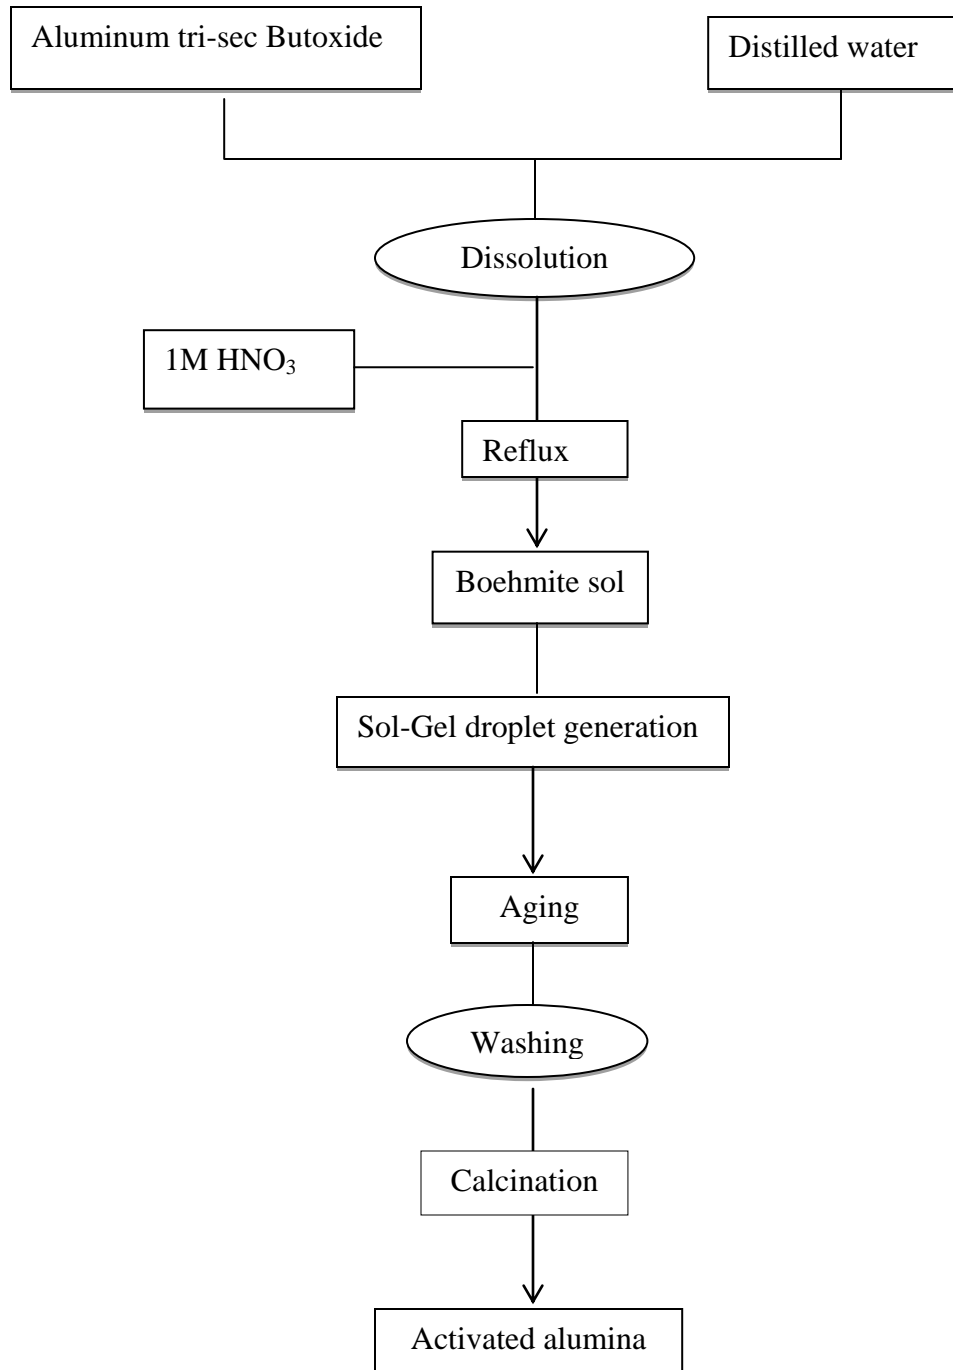 Aluminum tri-sec Butoxide
Distilled water
Dissolution
1M HNO₃
Reflux
Boehmite sol
Sol-Gel droplet generation
Aging
Washing
Calcination
Activated alumina